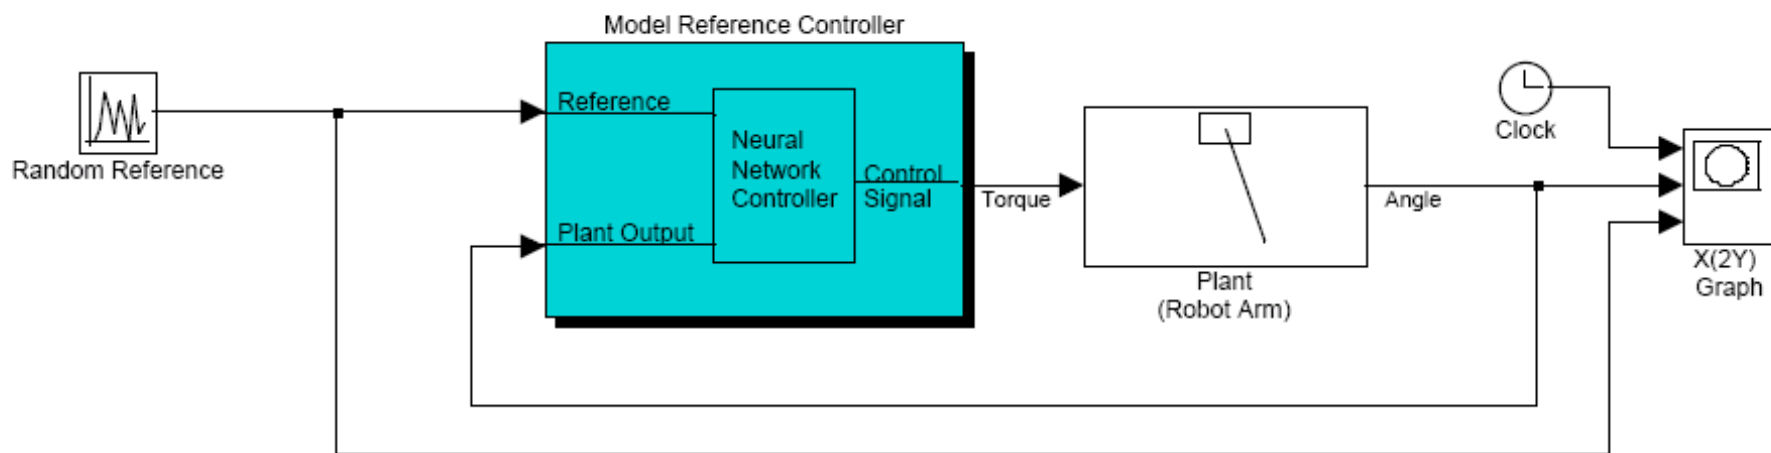 Model Reference Controller
Random Reference
Reference
Plant Output
Neural
Network
Controller
Control
Signal
Torque
Plant
(Robot Arm)
Angle
Clock
X(2Y)
Graph